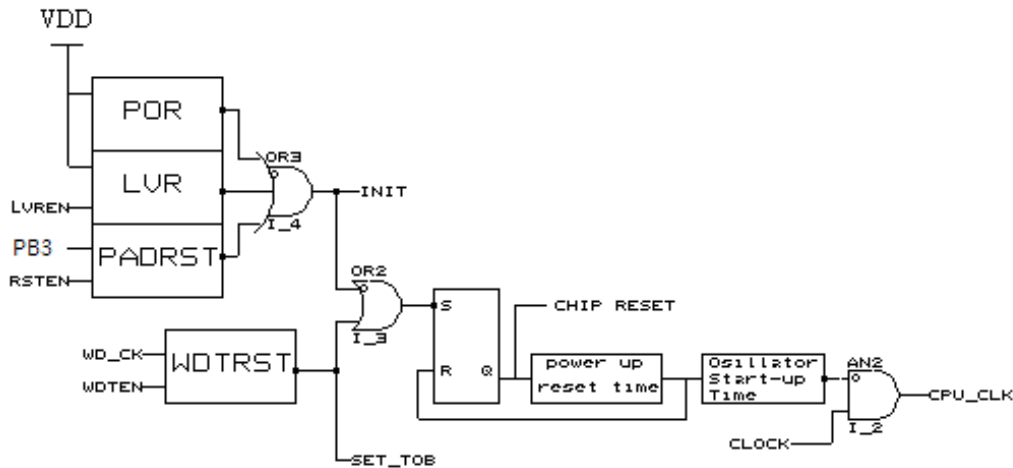 VDD
POR
LVR
LVREN
PB3
PADRST
RSTEN
OR3
I_4
INIT
OR2
I_3
WD_CK
WDTRST
WDTEN
SET_TOB
S
R Q
CHIP RESET
power up
reset time
Osillator
Start-up
Time
AN2
I_2
CLOCK
CPU_CLK